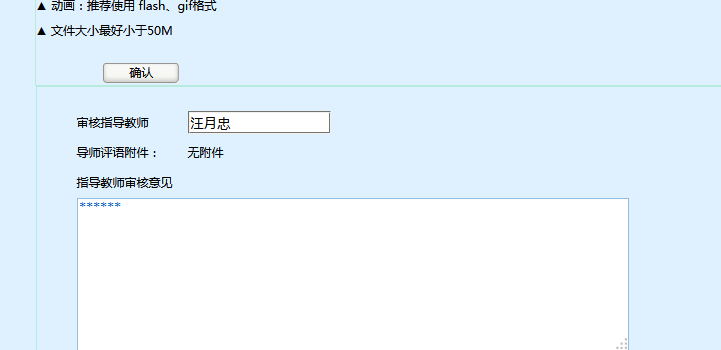 ▲ 动画：推荐使用 flash、gif格式
▲ 文件大小最好小于50M
确认
审核指导教师 汪月忠
导师评语附件： 无附件
指导教师审核意见
******